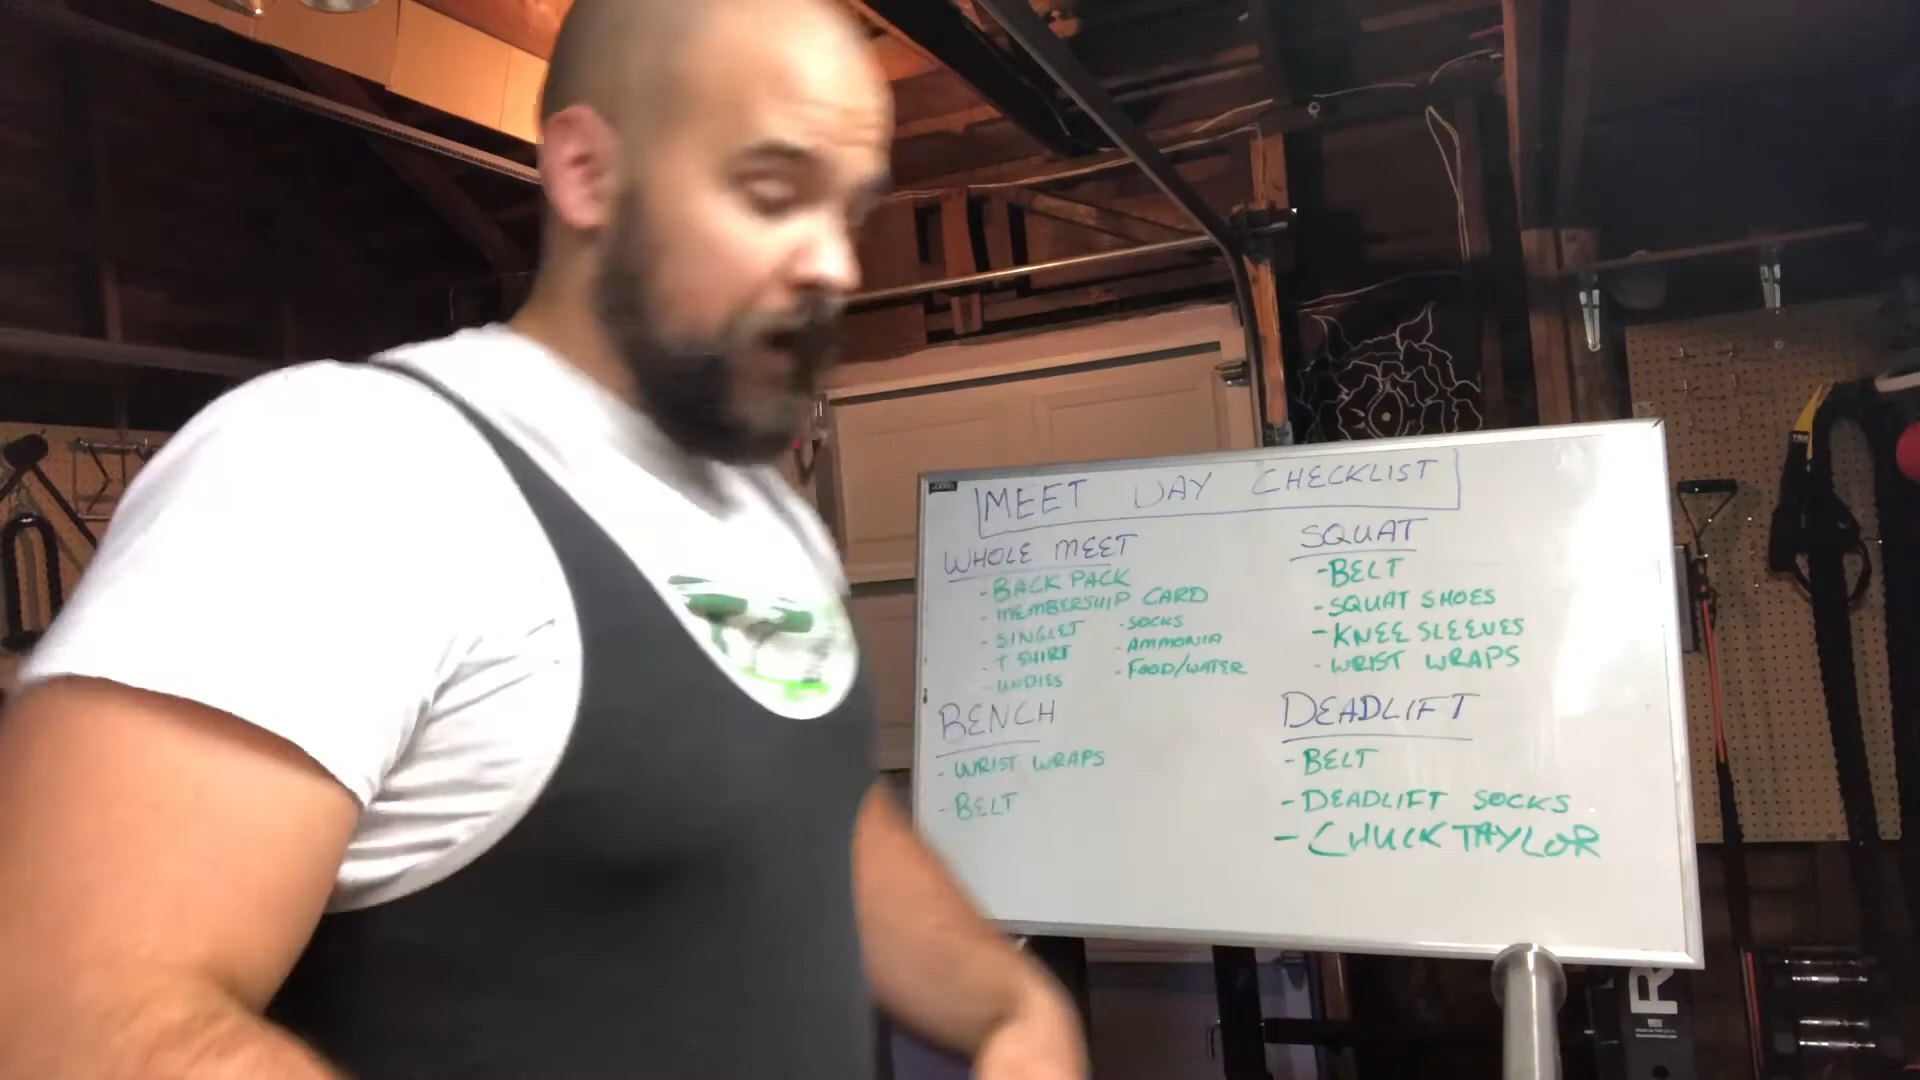 MEET DAY CHECKLIST
WHOLE MEET
- BACK PACK
- MEMBERSHIP CARD
- SINGLET
- T SHIRT
- UNDIES
- SOCKS
- AMMONIA
- FOOD/WATER
SQUAT
- BELT
- SQUAT SHOES
- KNEE SLEEVES
- WRIST WRAPS
BENCH
- WRIST WRAPS
- BELT
DEADLIFT
- BELT
- DEADLIFT SOCKS
- CHUCK TAYLOR
R